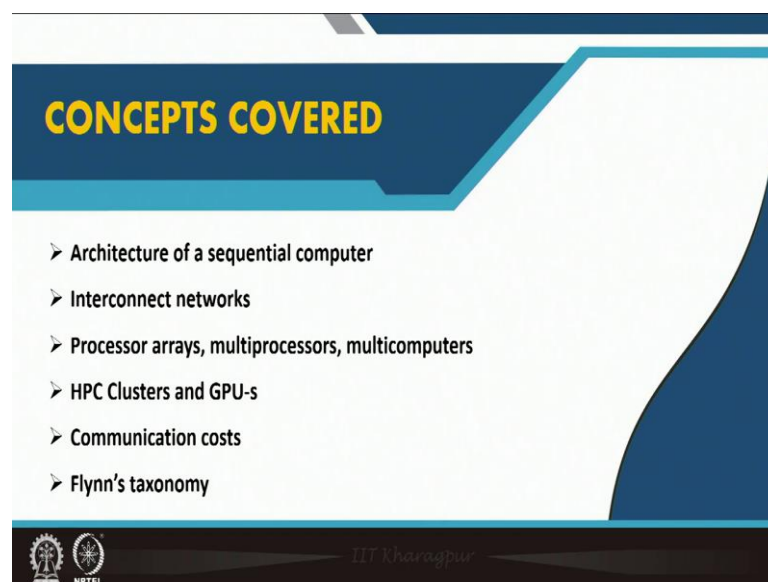 CONCEPTS COVERED
➤ Architecture of a sequential computer
➤ Interconnect networks
➤ Processor arrays, multiprocessors, multicomputers
➤ HPC Clusters and GPU-s
➤ Communication costs
➤ Flynn's taxonomy
IIT Kharagpur
NPTEL